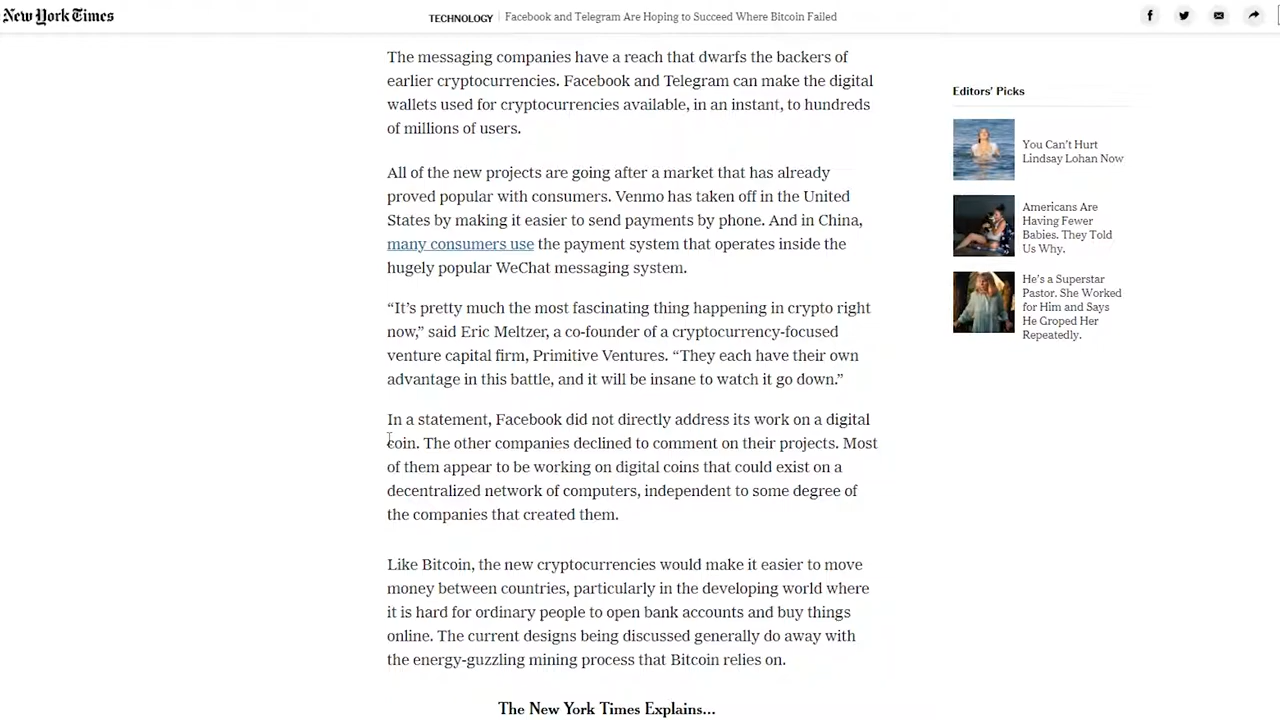 New York Times
TECHNOLOGY
Facebook and Telegram Are Hoping to Succeed Where Bitcoin Failed
The messaging companies have a reach that dwarfs the backers of
earlier cryptocurrencies. Facebook and Telegram can make the digital
wallets used for cryptocurrencies available, in an instant, to hundreds
of millions of users.
All of the new projects are going after a market that has already
proved popular with consumers. Venmo has taken off in the United
States by making it easier to send payments by phone. And in China,
many consumers use the payment system that operates inside the
hugely popular WeChat messaging system.
“It’s pretty much the most fascinating thing happening in crypto right
now,” said Eric Meltzer, a co-founder of a cryptocurrency-focused
venture capital firm, Primitive Ventures. “They each have their own
advantage in this battle, and it will be insane to watch it go down.”
In a statement, Facebook did not directly address its work on a digital
coin. The other companies declined to comment on their projects. Most
of them appear to be working on digital coins that could exist on a
decentralized network of computers, independent to some degree of
the companies that created them.
Like Bitcoin, the new cryptocurrencies would make it easier to move
money between countries, particularly in the developing world where
it is hard for ordinary people to open bank accounts and buy things
online. The current designs being discussed generally do away with
the energy-guzzling mining process that Bitcoin relies on.
The New York Times Explains...
Editors’ Picks
You Can’t Hurt
Lindsay Lohan Now
Americans Are
Having Fewer
Babies. They Told
Us Why.
He’s a Superstar
Pastor. She Worked
for Him and Says
He Groped Her
Repeatedly.